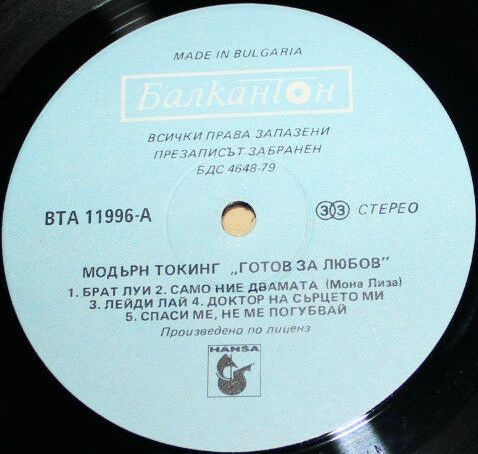 MADE IN BULGARIA
БалканТон
ВСИЧКИ ПРАВА ЗАПАЗЕНИ
ПРЕЗАПИСЪТ ЗАБРАНЕН
БДС 4648-79
ВТА 11996-А
33 СТЕРЕО
МОДЪРН ТОКИНГ „ГОТОВ ЗА ЛЮБОВ"
1. БРАТ ЛУИ 2. САМО НИЕ ДВАМАТА (Мона Лиза)
3. ЛЕЙДИ ЛАЙ 4. ДОКТОР НА СЪРЦЕТО МИ
5. СПАСИ МЕ, НЕ МЕ ПОГУБВАЙ
Произведено по лиценз
HANSA